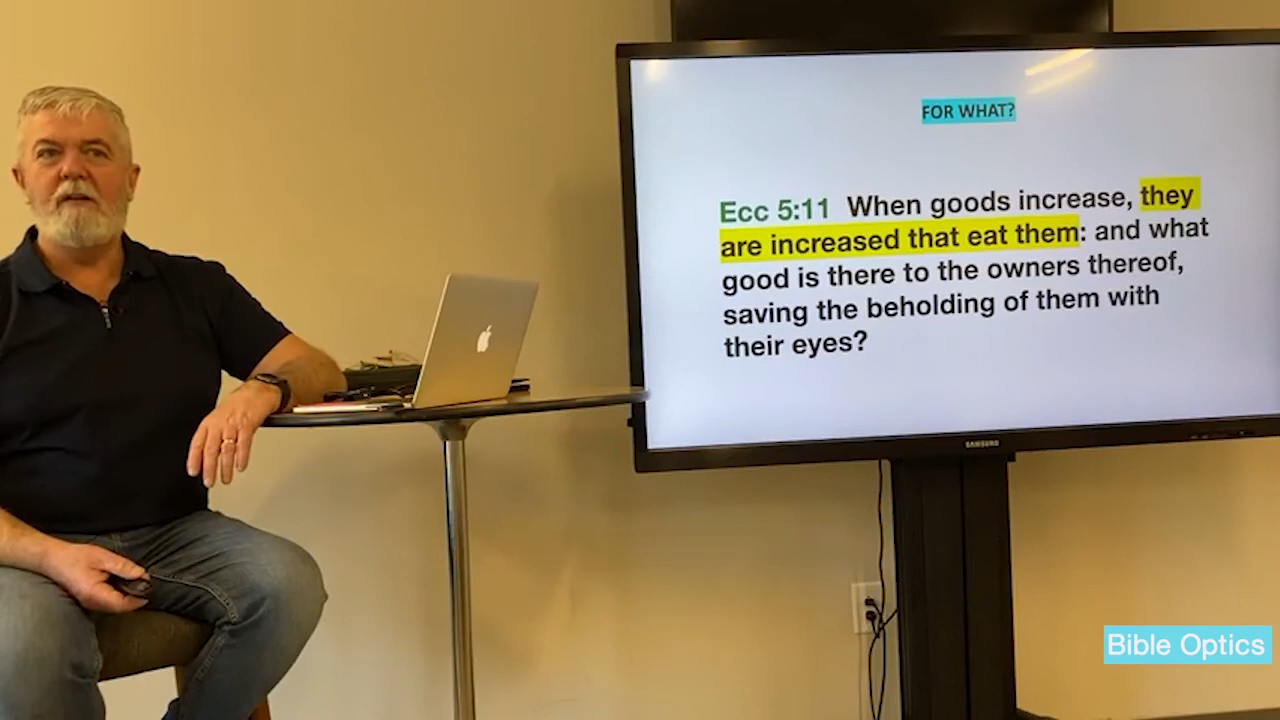 FOR WHAT?
Ecc 5:11 When goods increase, they
are increased that eat them: and what
good is there to the owners thereof,
saving the beholding of them with
their eyes?
SAMSUNG
Bible Optics